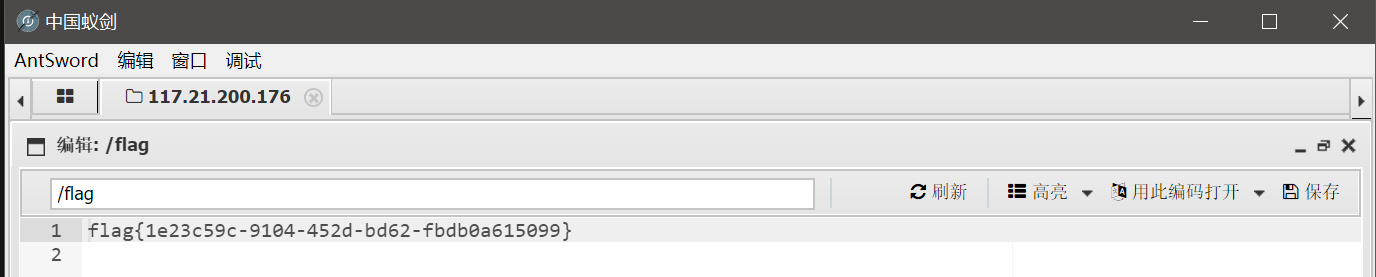 中国蚁剑
AntSword 编辑 窗口 调试
117.21.200.176
编辑: /flag
/flag 刷新 高亮 用此编码打开 保存
1 flag{1e23c59c-9104-452d-bd62-fbdb0a615099}
2